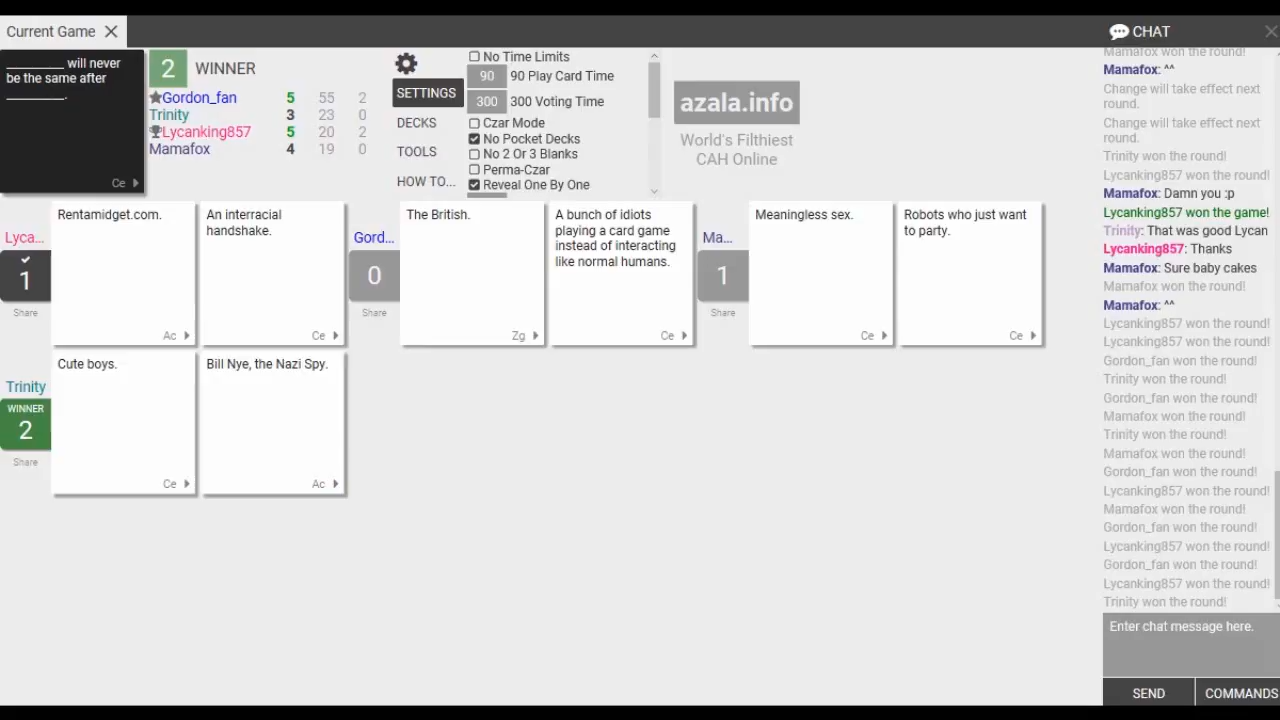 Current Game
CHAT
________ will never
be the same after
________.
Ce
2 WINNER
Gordon_fan 5 55 2
Trinity 3 23 0
Lycanking857 5 20 2
Mamafox 4 19 0
SETTINGS
DECKS
TOOLS
HOW TO...
No Time Limits
90 90 Play Card Time
300 300 Voting Time
Czar Mode
No Pocket Decks
No 2 Or 3 Blanks
Perma-Czar
Reveal One By One
azala.info
World's Filthiest
CAH Online
Lyca...
1
Share
Rentamidget.com.
Ac
An interracial
handshake.
Ce
Gord...
0
Share
The British.
Zg
A bunch of idiots
playing a card game
instead of interacting
like normal humans.
Ce
Ma...
1
Share
Meaningless sex.
Ce
Robots who just want
to party.
Ce
Trinity
WINNER
2
Share
Cute boys.
Ce
Bill Nye, the Nazi Spy.
Ac
Mamafox won the round!
Mamafox: ^^
Change will take effect next
round.
Change will take effect next
round.
Trinity won the round!
Lycanking857 won the round!
Mamafox: Damn you :p
Lycanking857 won the game!
Trinity: That was good Lycan
Lycanking857: Thanks
Mamafox: Sure baby cakes
Mamafox won the round!
Mamafox: ^^
Lycanking857 won the round!
Lycanking857 won the round!
Gordon_fan won the round!
Trinity won the round!
Gordon_fan won the round!
Mamafox won the round!
Trinity won the round!
Mamafox won the round!
Gordon_fan won the round!
Lycanking857 won the round!
Mamafox won the round!
Gordon_fan won the round!
Lycanking857 won the round!
Gordon_fan won the round!
Lycanking857 won the round!
Trinity won the round!
Enter chat message here.
SEND
COMMANDS